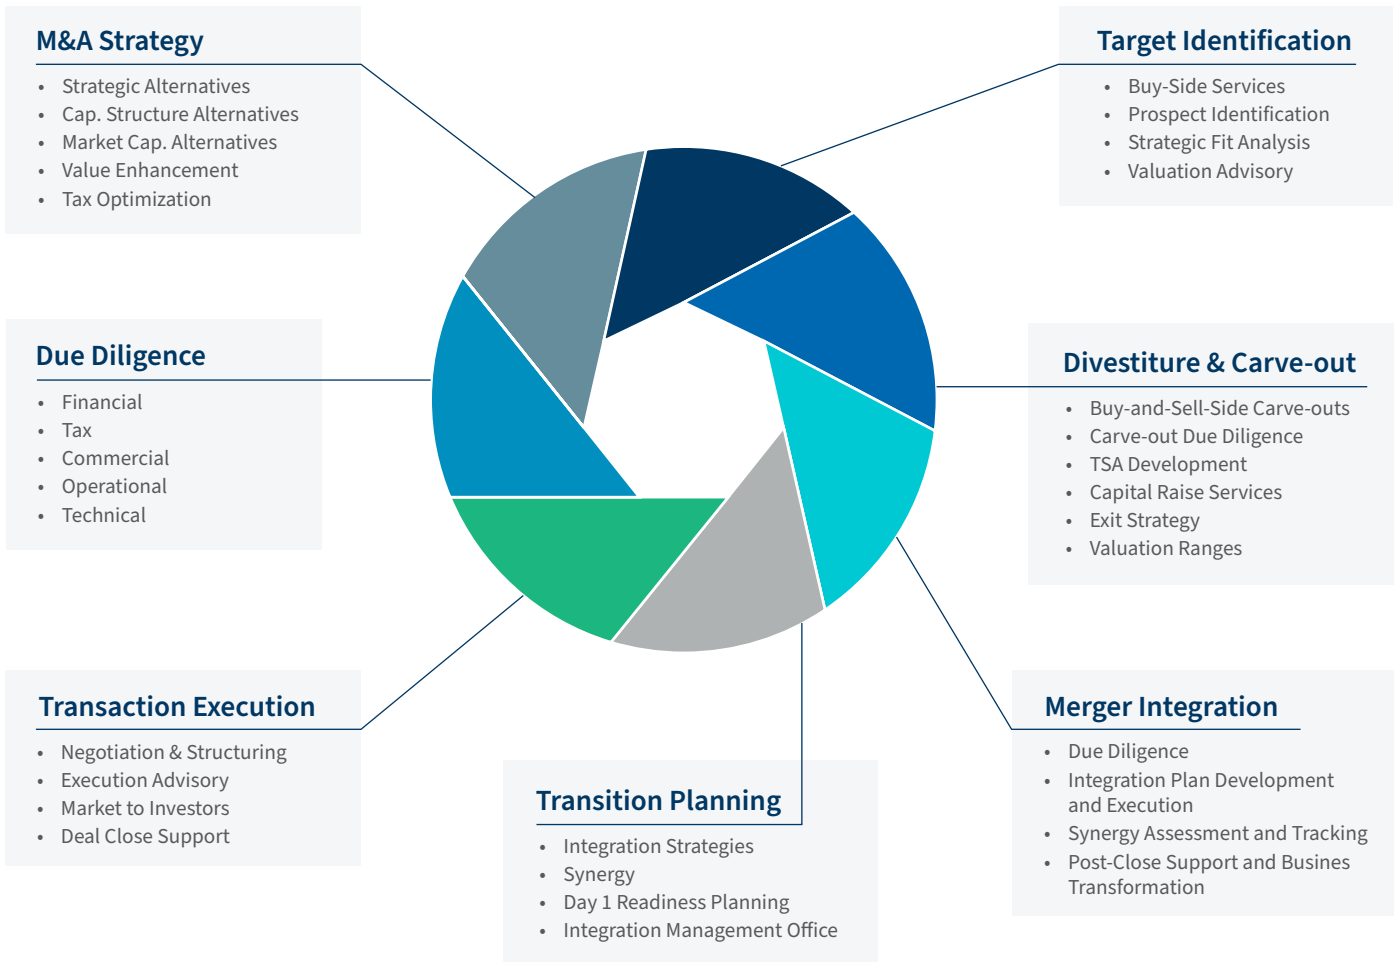 M&A Strategy
• Strategic Alternatives
• Cap. Structure Alternatives
• Market Cap. Alternatives
• Value Enhancement
• Tax Optimization
Target Identification
• Buy-Side Services
• Prospect Identification
• Strategic Fit Analysis
• Valuation Advisory
Due Diligence
• Financial
• Tax
• Commercial
• Operational
• Technical
Divestiture & Carve-out
• Buy-and-Sell-Side Carve-outs
• Carve-out Due Diligence
• TSA Development
• Capital Raise Services
• Exit Strategy
• Valuation Ranges
Transaction Execution
• Negotiation & Structuring
• Execution Advisory
• Market to Investors
• Deal Close Support
Transition Planning
• Integration Strategies
• Synergy
• Day 1 Readiness Planning
• Integration Management Office
Merger Integration
• Due Diligence
• Integration Plan Development
and Execution
• Synergy Assessment and Tracking
• Post-Close Support and Busines
Transformation